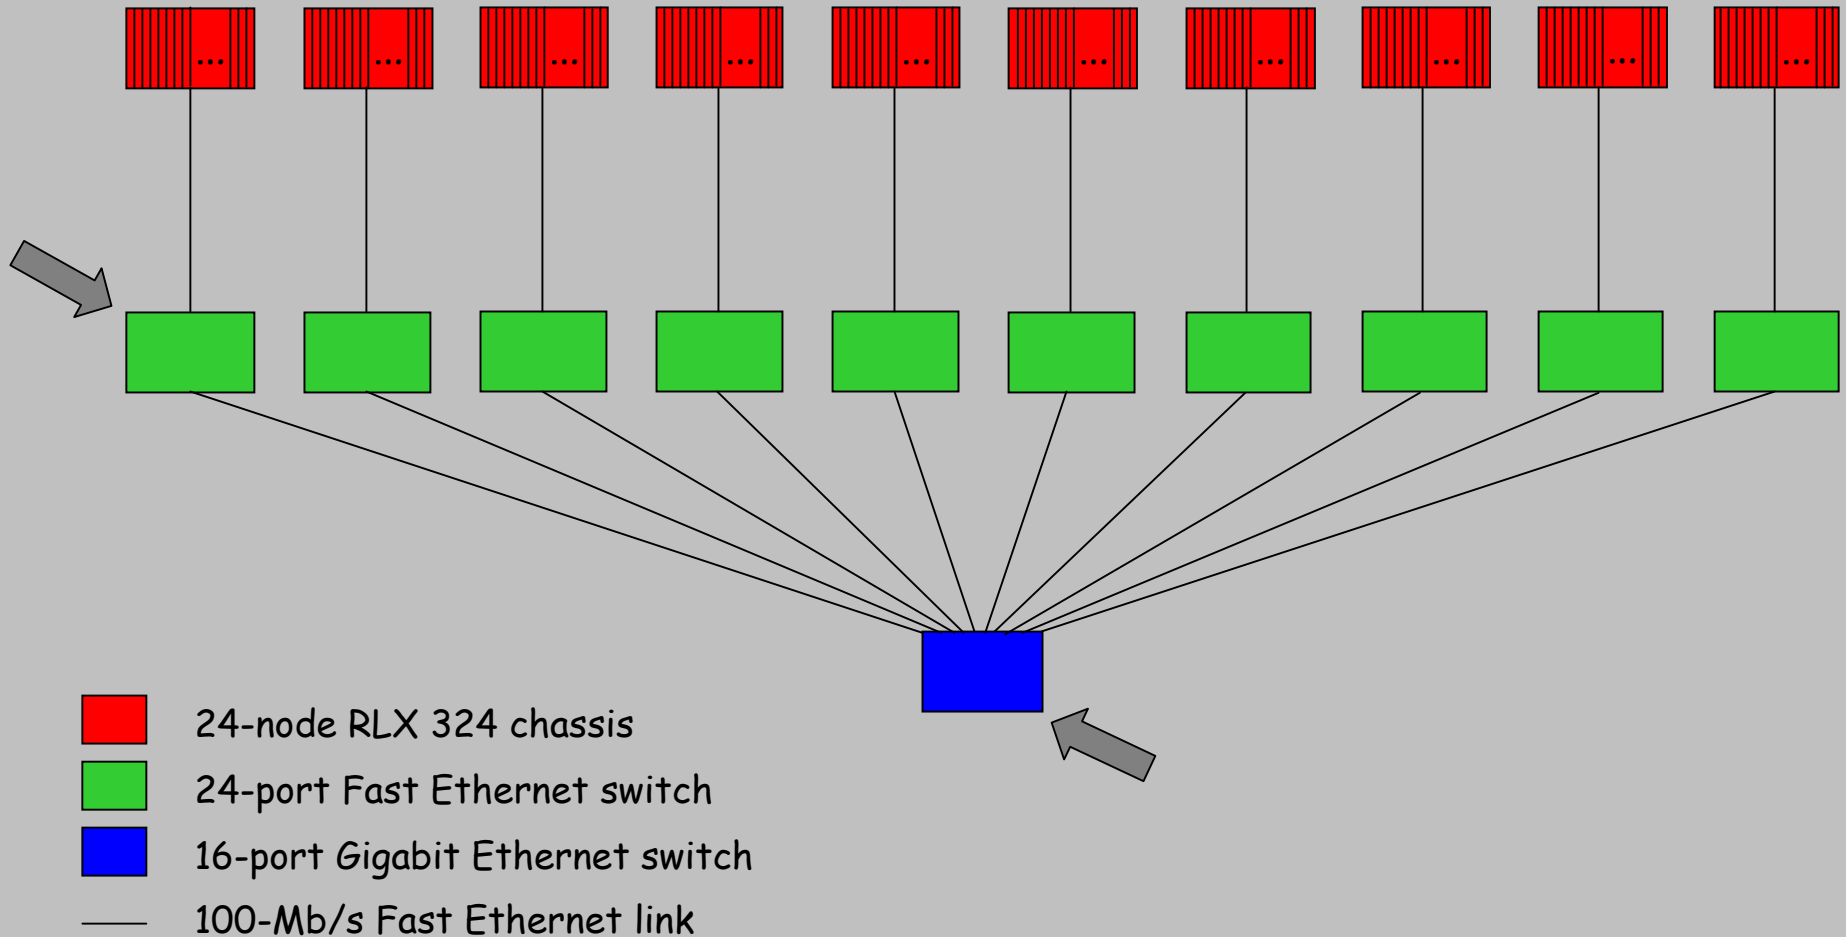 ...
...
...
...
...
...
...
...
...
...
24-node RLX 324 chassis
24-port Fast Ethernet switch
16-port Gigabit Ethernet switch
100-Mb/s Fast Ethernet link